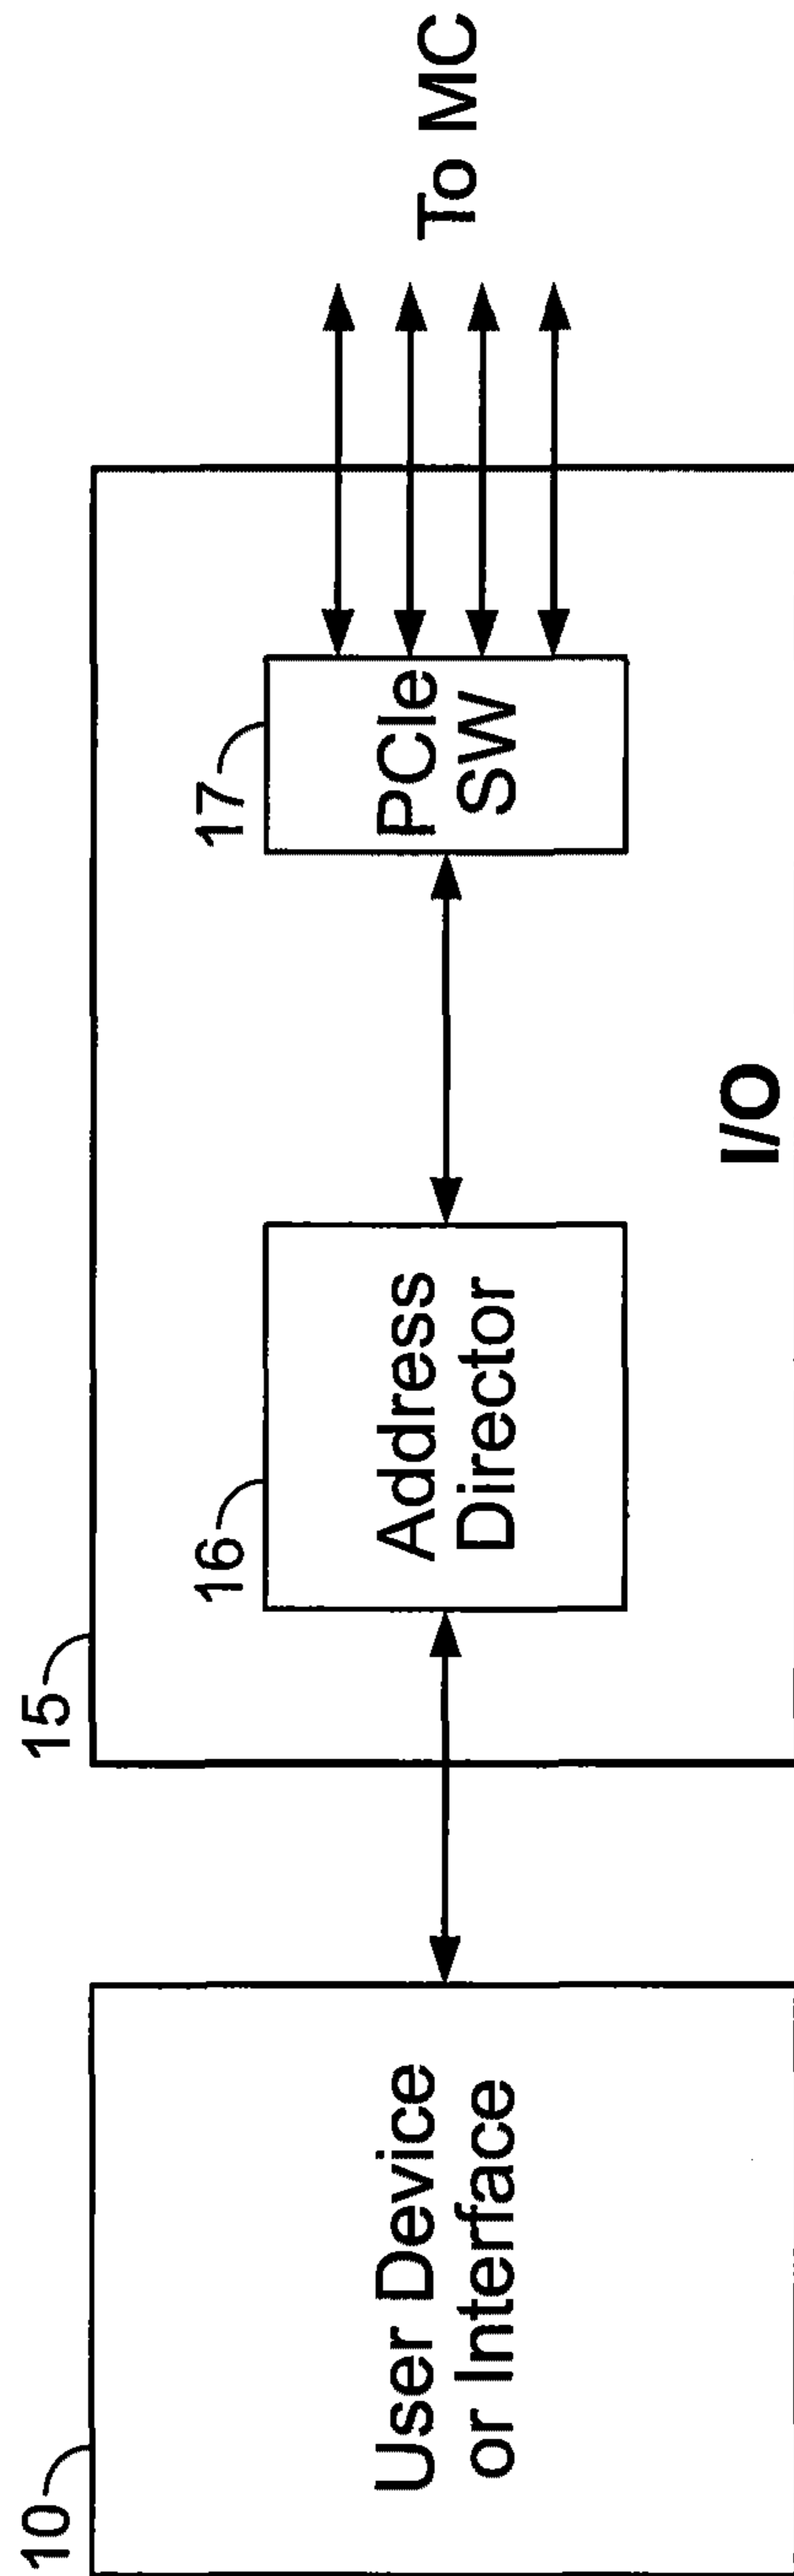 10
User Device
or Interface
15
16
Address
Director
17
PCIe
SW
I/O
To MC